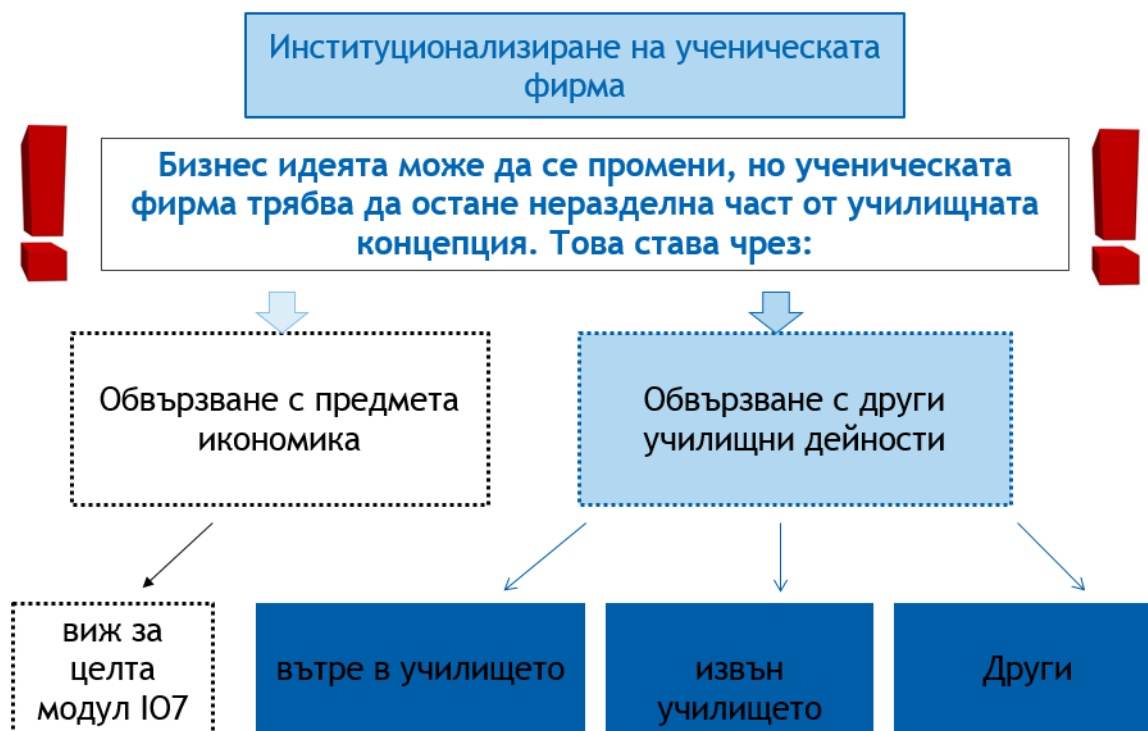 Институционализиране на ученическата
фирма
Бизнес идеята може да се промени, но ученическата
фирма трябва да остане неразделна част от училищната
концепция. Това става чрез:
Обвързване с предмета
икономика
Обвързване с други
училищни дейности
виж за
целта
модул IO7
вътре в училището
извън
училището
Други